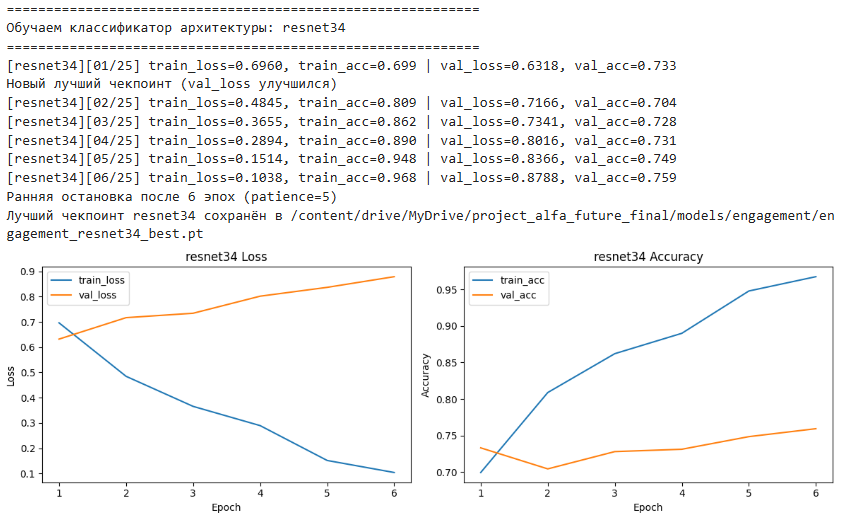 ============================================================
Обучаем классификатор архитектуры: resnet34
============================================================
[resnet34][01/25] train_loss=0.6960, train_acc=0.699 | val_loss=0.6318, val_acc=0.733
Новый лучший чекпоинт (val_loss улучшился)
[resnet34][02/25] train_loss=0.4845, train_acc=0.809 | val_loss=0.7166, val_acc=0.704
[resnet34][03/25] train_loss=0.3655, train_acc=0.862 | val_loss=0.7341, val_acc=0.728
[resnet34][04/25] train_loss=0.2894, train_acc=0.890 | val_loss=0.8016, val_acc=0.731
[resnet34][05/25] train_loss=0.1514, train_acc=0.948 | val_loss=0.8366, val_acc=0.749
[resnet34][06/25] train_loss=0.1038, train_acc=0.968 | val_loss=0.8788, val_acc=0.759
Ранняя остановка после 6 эпох (patience=5)
Лучший чекпоинт resnet34 сохранён в /content/drive/MyDrive/project_alfa_future_final/models/engagement/en
gagement_resnet34_best.pt
resnet34 Loss
train_loss
val_loss
0.9
0.8
0.7
0.6
0.5
0.4
0.3
0.2
0.1
Loss
1 2 3 4 5 6
Epoch
resnet34 Accuracy
train_acc
val_acc
0.95
0.90
0.85
0.80
0.75
0.70
Accuracy
1 2 3 4 5 6
Epoch